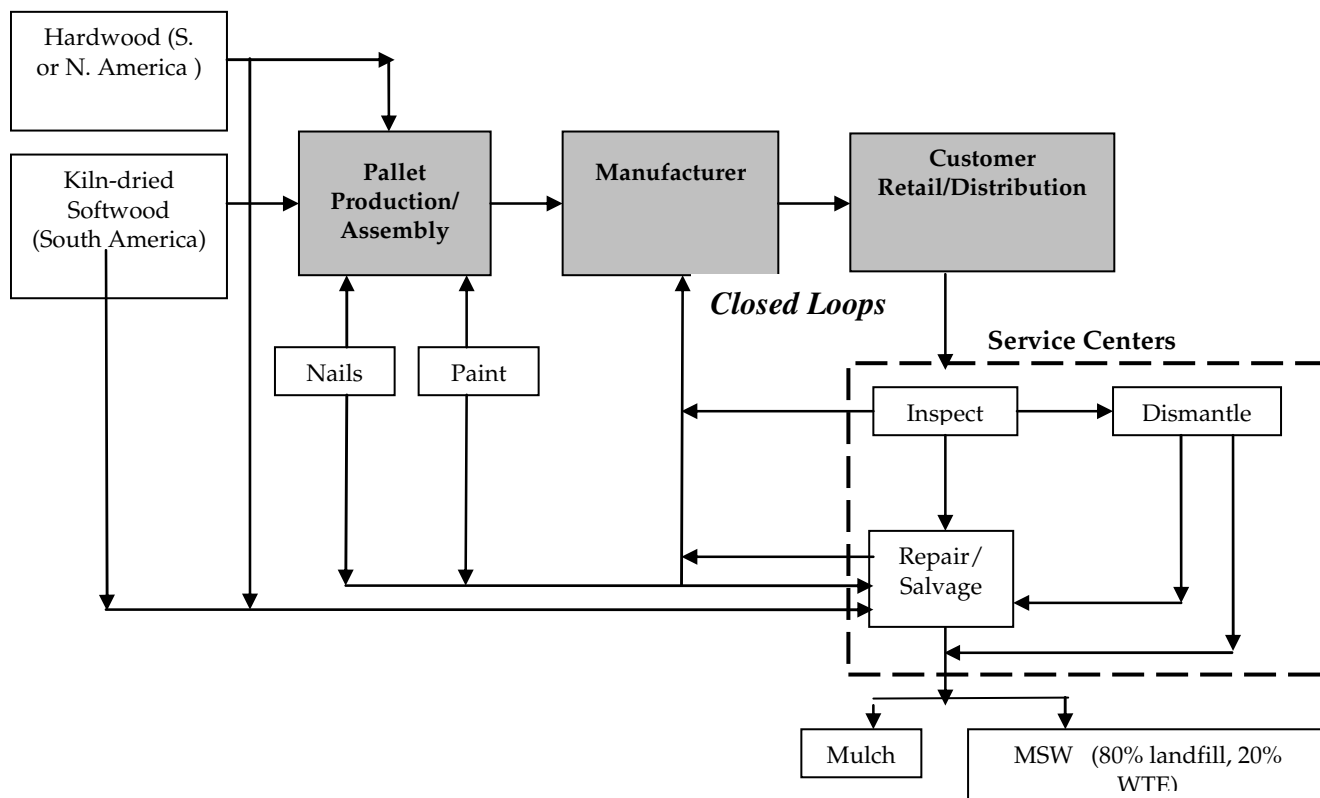 Hardwood (S.
or N. America )
Kiln-dried
Softwood
(South America)
Pallet
Production/
Assembly
Manufacturer
Customer
Retail/Distribution
Closed Loops
Service Centers
Nails
Paint
Inspect
Dismantle
Repair/
Salvage
Mulch
MSW (80% landfill, 20%
WTE)